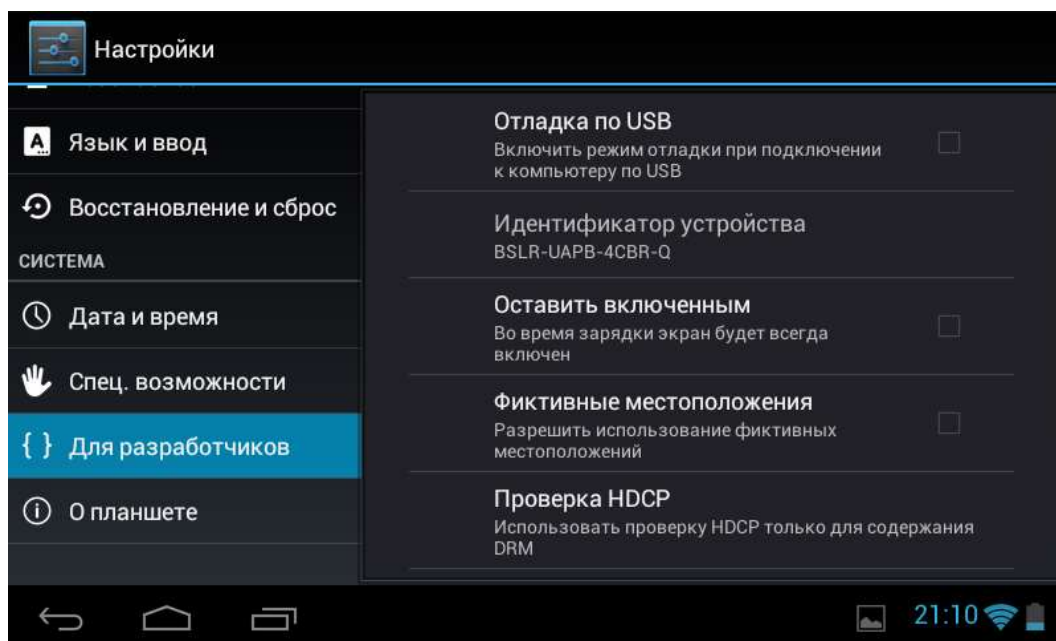 Настройки
Язык и ввод
Восстановление и сброс
СИСТЕМА
Дата и время
Спец. возможности
{ } Для разработчиков
О планшете
Отладка по USB
Включить режим отладки при подключении
к компьютеру по USB
Идентификатор устройства
BSLR-UAPB-4CBR-Q
Оставить включенным
Во время зарядки экран будет всегда
включен
Фиктивные местоположения
Разрешить использование фиктивных
местоположений
Проверка HDCP
Использовать проверку HDCP только для содержания
DRM
21:10